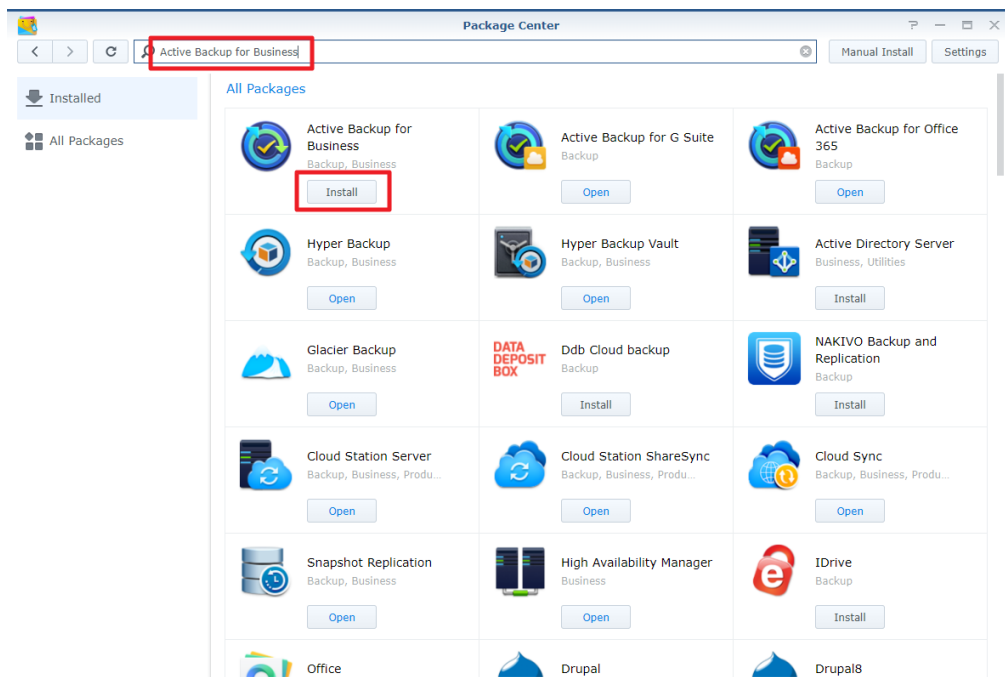 Package Center
Active Backup for Business
Manual Install
Settings
Installed
All Packages
All Packages
Active Backup for
Business
Backup, Business
Install
Active Backup for G Suite
Backup
Open
Active Backup for Office
365
Backup
Open
Hyper Backup
Backup, Business
Open
Hyper Backup Vault
Backup, Business
Open
Active Directory Server
Business, Utilities
Install
Glacier Backup
Backup, Business
Open
DATA
DEPOSIT
BOX
Ddb Cloud backup
Backup
Install
NAKIVO Backup and
Replication
Backup
Install
Cloud Station Server
Backup, Business, Produ...
Open
Cloud Station ShareSync
Backup, Business, Produ...
Open
Cloud Sync
Backup, Business, Produ...
Open
Snapshot Replication
Backup, Business
Open
High Availability Manager
Business
Open
e
IDrive
Backup
Install
Office
Drupal
Drupal8